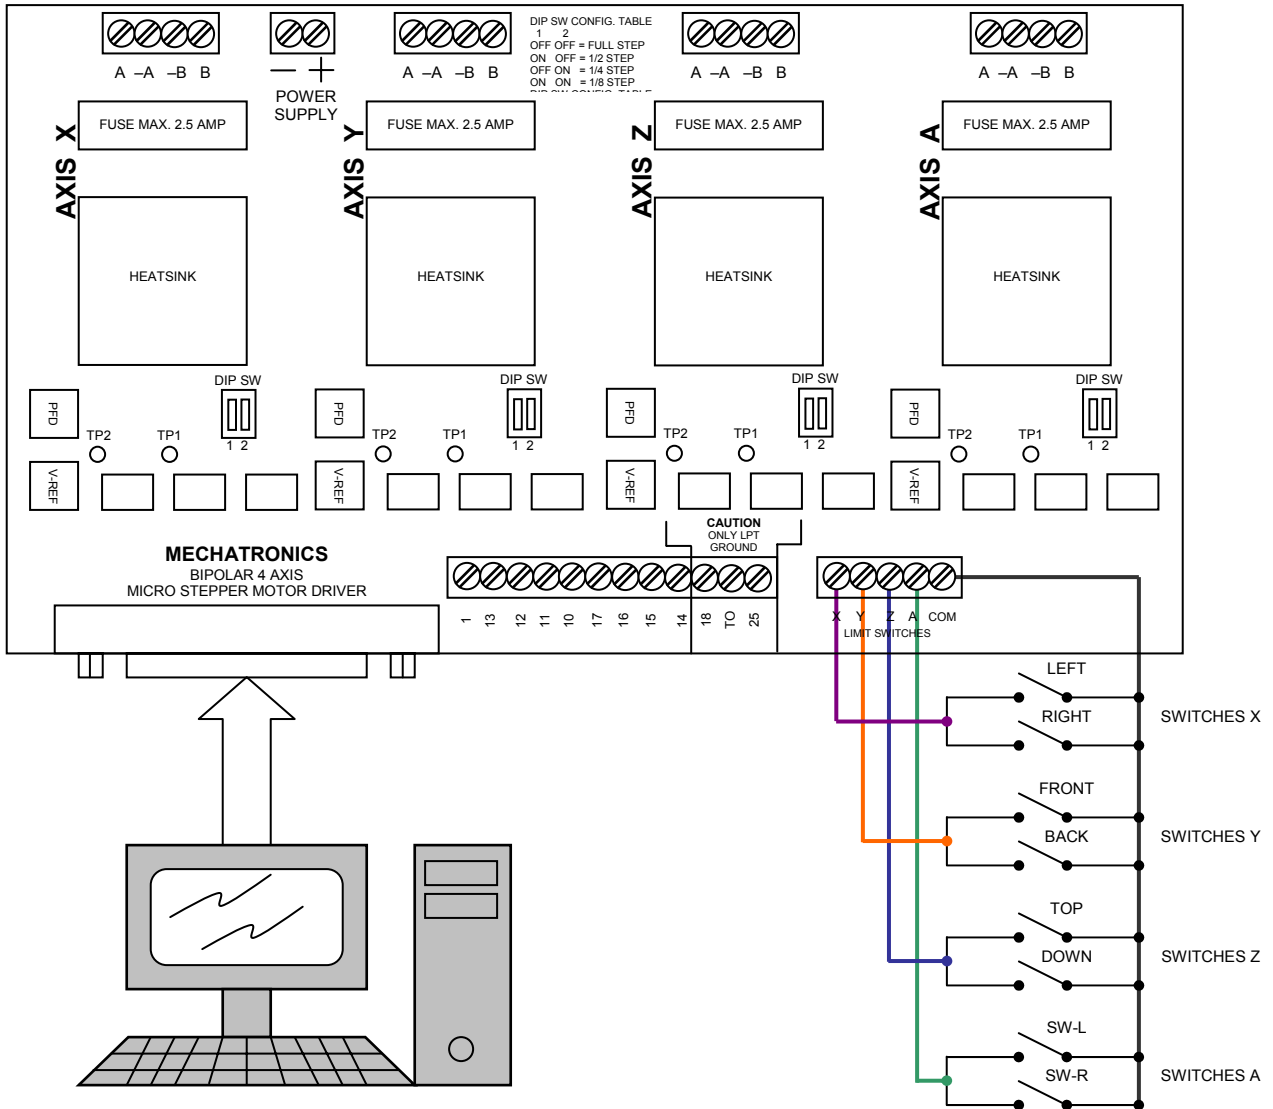 DIP SW CONFIG. TABLE
1 2
OFF OFF = FULL STEP
ON OFF = 1/2 STEP
OFF ON = 1/4 STEP
ON ON = 1/8 STEP
DIP SW CONFIG. TABLE
A –A –B B
– +
POWER
SUPPLY
A –A –B B
A –A –B B
A –A –B B
AXIS X
FUSE MAX. 2.5 AMP
AXIS Y
FUSE MAX. 2.5 AMP
AXIS Z
FUSE MAX. 2.5 AMP
AXIS A
FUSE MAX. 2.5 AMP
HEATSINK
HEATSINK
HEATSINK
HEATSINK
DIP SW
PFD
TP2
TP1
1 2
V-REF
DIP SW
PFD
TP2
TP1
1 2
V-REF
DIP SW
PFD
TP2
TP1
1 2
V-REF
DIP SW
PFD
TP2
TP1
1 2
V-REF
CAUTION
ONLY LPT
GROUND
MECHATRONICS
BIPOLAR 4 AXIS
MICRO STEPPER MOTOR DRIVER
1 13 12 11 10 17 16 15 14 18 TO 25
X Y Z A COM
LIMIT SWITCHES
LEFT
RIGHT
SWITCHES X
FRONT
BACK
SWITCHES Y
TOP
DOWN
SWITCHES Z
SW-L
SW-R
SWITCHES A